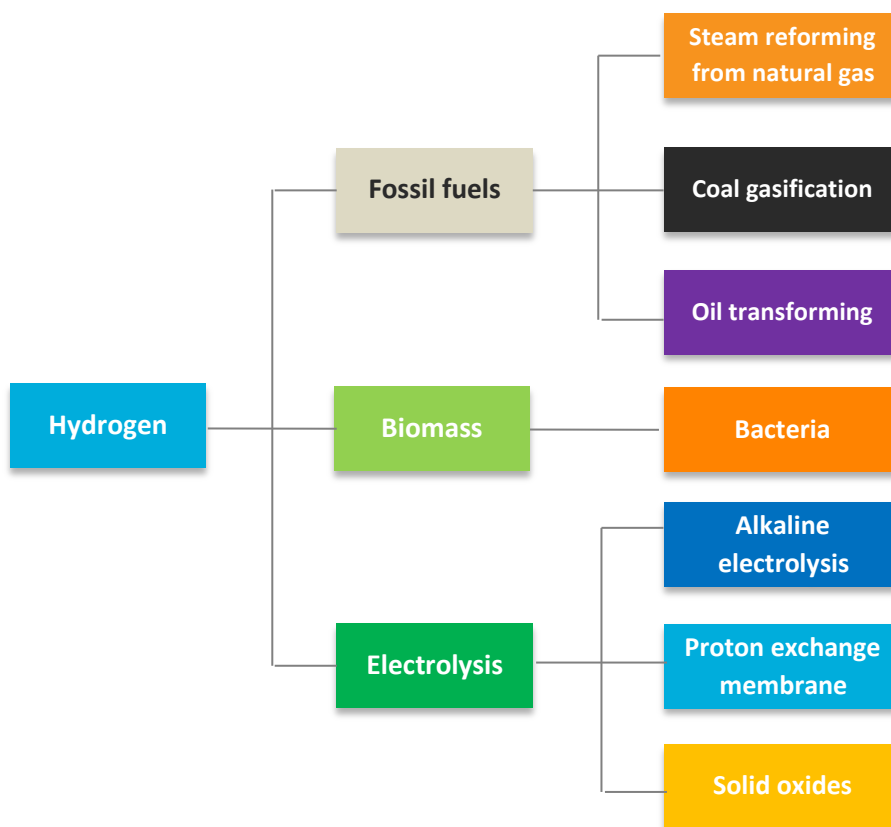 Steam reforming
from natural gas
Fossil fuels
Coal gasification
Oil transforming
Hydrogen
Biomass
Bacteria
Alkaline
electrolysis
Electrolysis
Proton exchange
membrane
Solid oxides